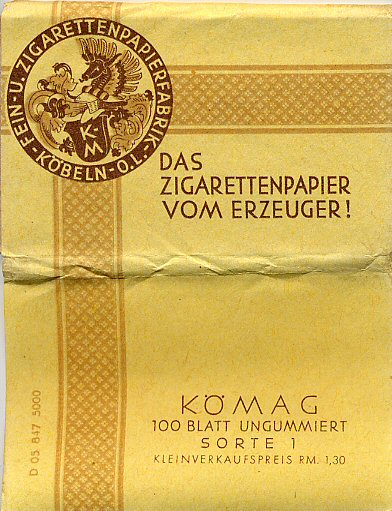 FEIN-U. ZIGARETTENPAPIERFABRIK-
KÖBELN-O.L.-
K
M
DAS
ZIGARETTENPAPIER
VOM ERZEUGER!
KÖMAG
100 BLATT UNGUMMIERT
SORTE 1
KLEINVERKAUFSPREIS RM. 1,30
D 05 847 5000